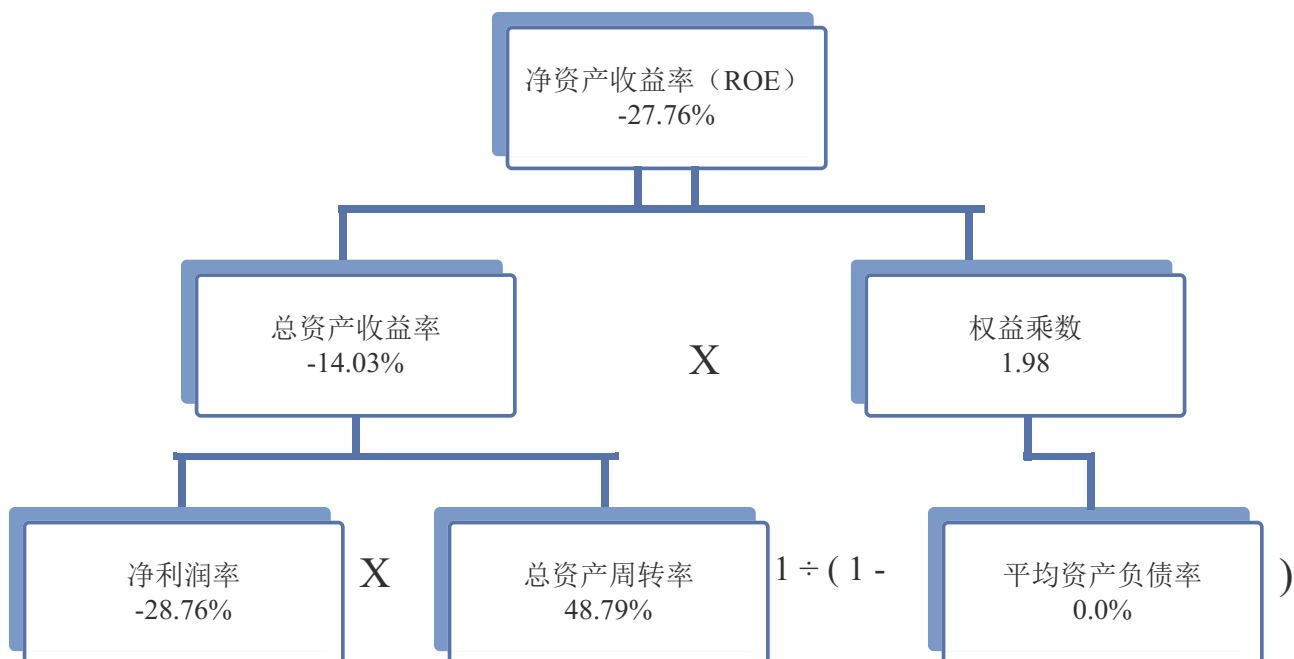 净资产收益率（ROE）
-27.76%
总资产收益率
-14.03%
X
权益乘数
1.98
净利润率
-28.76%
X
总资产周转率
48.79%
1 ÷ ( 1 -
平均资产负债率
0.0%
)